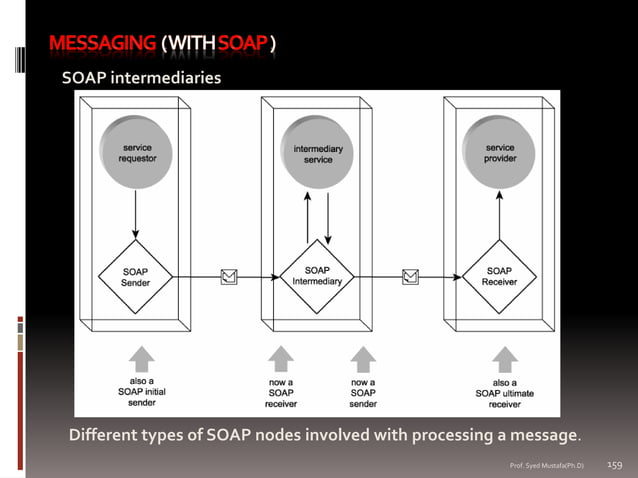 MESSAGING (WITH SOAP)
SOAP intermediaries
service
requestor
intermediary
service
service
provider
SOAP
Sender
SOAP
Intermediary
SOAP
Receiver
also a
SOAP initial
sender
now a
SOAP
receiver
now a
SOAP
sender
also a
SOAP ultimate
receiver
Different types of SOAP nodes involved with processing a message.
Prof. Syed Mustafa(Ph.D)
159